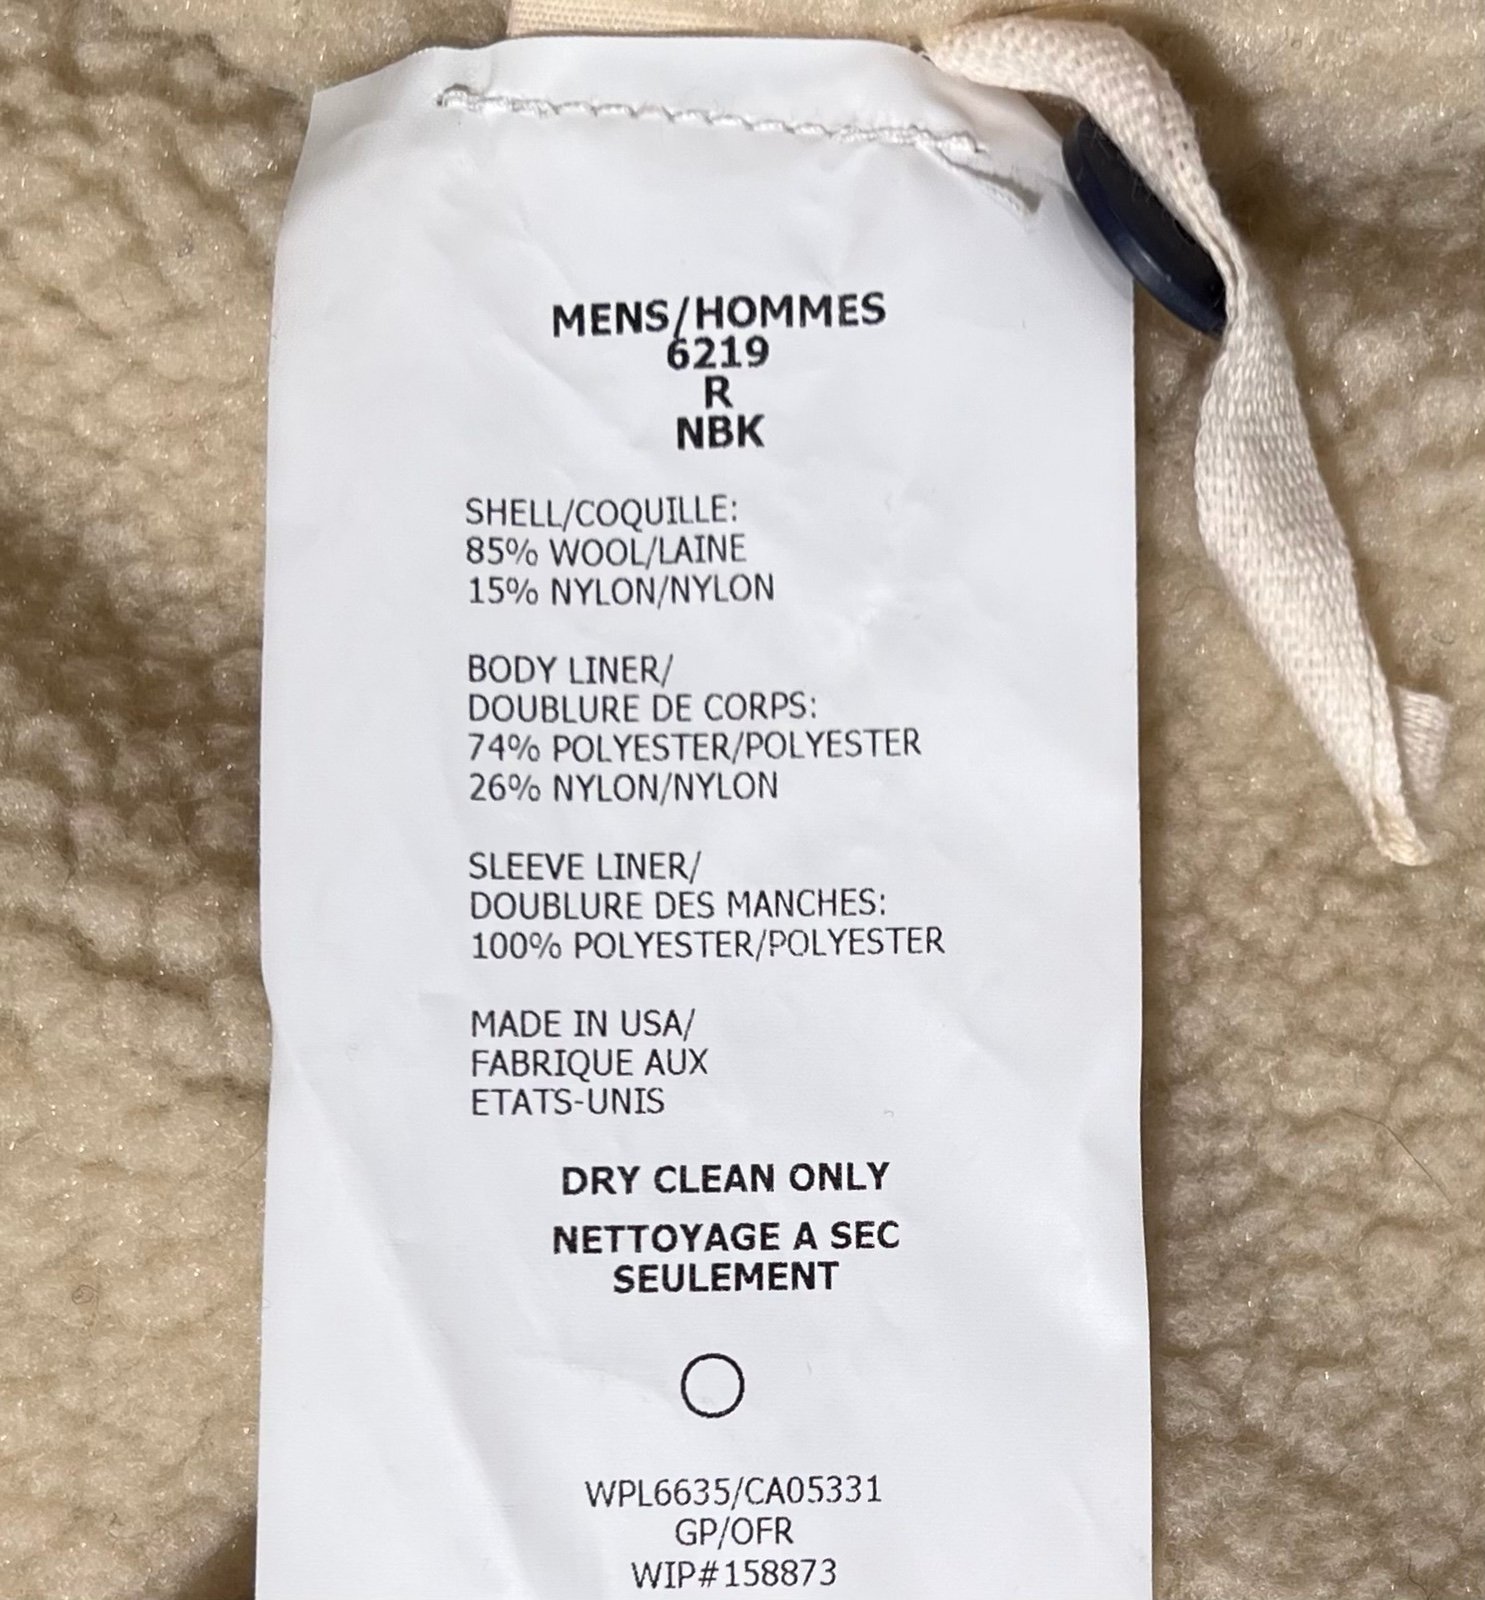 MENS/HOMMES
6219
R
NBK
SHELL/COQUILLE:
85% WOOL/LAINE
15% NYLON/NYLON
BODY LINER/
DOUBLURE DE CORPS:
74% POLYESTER/POLYESTER
26% NYLON/NYLON
SLEEVE LINER/
DOUBLURE DES MANCHES:
100% POLYESTER/POLYESTER
MADE IN USA/
FABRIQUE AUX
ETATS-UNIS
DRY CLEAN ONLY
NETTOYAGE A SEC
SEULEMENT
WPL6635/CA05331
GP/OFR
WIP#158873